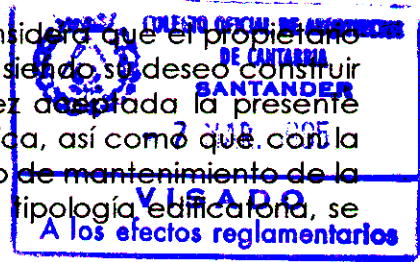 nsidera que el propietario
siendo su deseo construir
ez aceptada la presente
ica, así como que con la
o de mantenimiento de la
tipología edificatoria, se
COLEGIO OFICIAL DE ARQUITECTOS
DE CANTABRIA
SANTANDER
VISADO
A los efectos reglamentarios